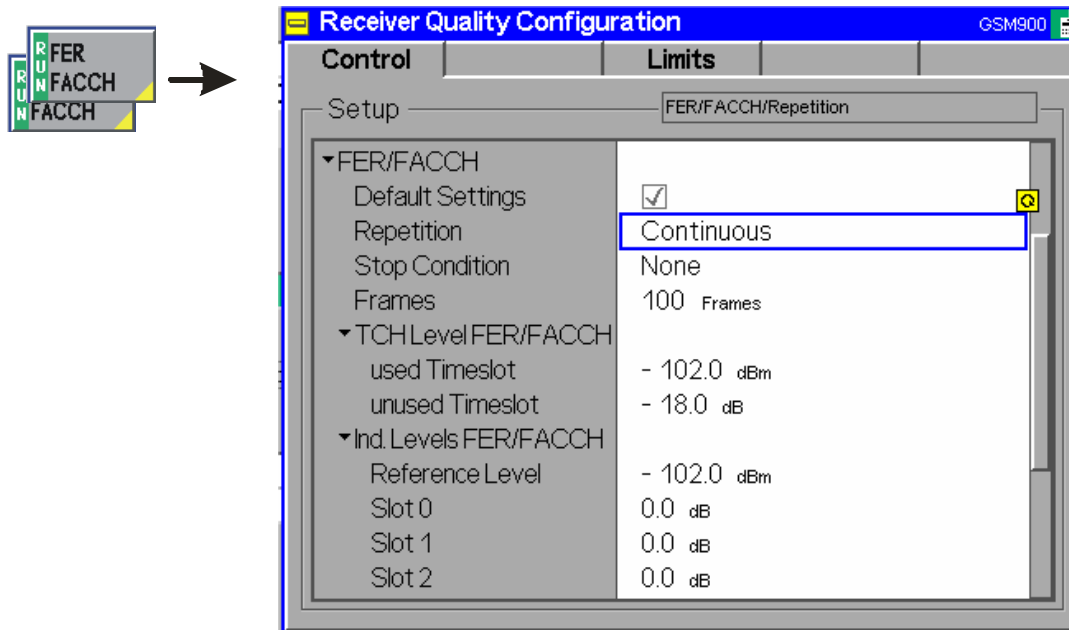 RUN FER FACCH
RUN FACCH
Receiver Quality Configuration GSM900
Control Limits
Setup FER/FACCH/Repetition
FER/FACCH
Default Settings
Repetition Continuous
Stop Condition None
Frames 100 Frames
TCH Level FER/FACCH
used Timeslot - 102.0 dBm
unused Timeslot - 18.0 dB
Ind. Levels FER/FACCH
Reference Level - 102.0 dBm
Slot 0 0.0 dB
Slot 1 0.0 dB
Slot 2 0.0 dB